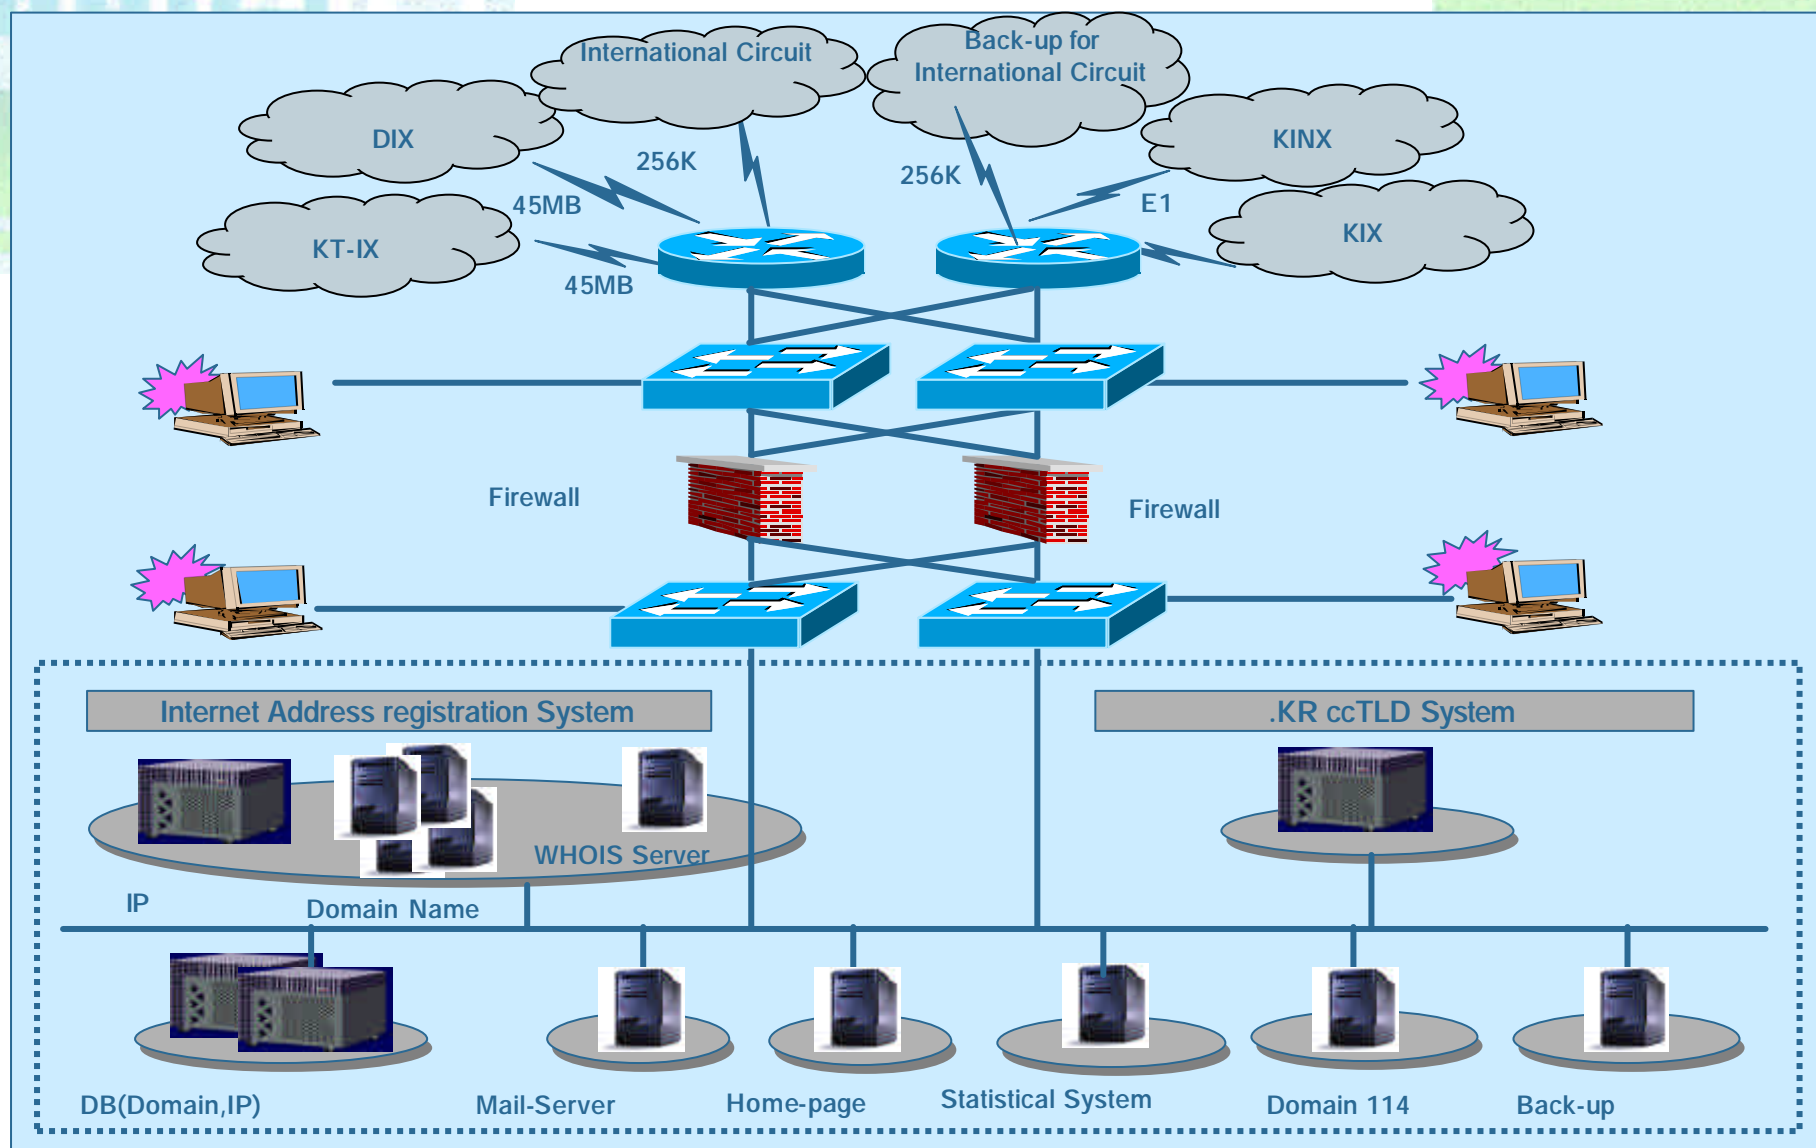 International Circuit
Back-up for
International Circuit
DIX
KINX
256K
256K
45MB
E1
KT-IX
KIX
45MB
Firewall
Firewall
Internet Address registration System
.KR ccTLD System
WHOIS Server
IP
Domain Name
DB(Domain,IP)
Mail-Server
Home-page
Statistical System
Domain 114
Back-up